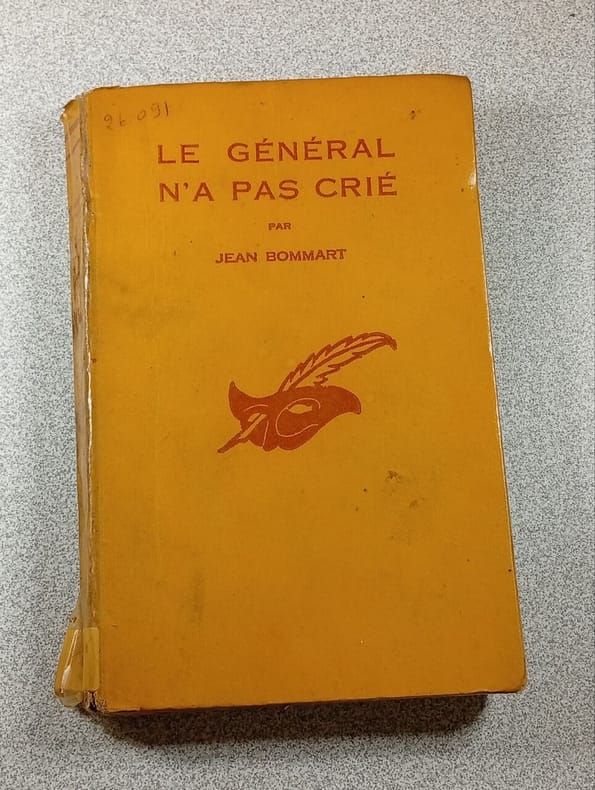 26.091
LE GÉNÉRAL
N'A PAS CRIÉ
PAR
JEAN BOMMART